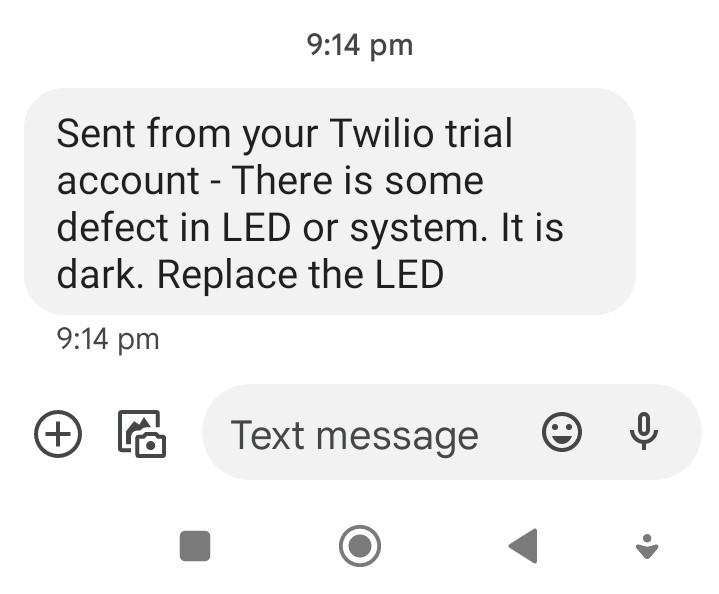 9:14 pm
Sent from your Twilio trial
account - There is some
defect in LED or system. It is
dark. Replace the LED
9:14 pm
Text message